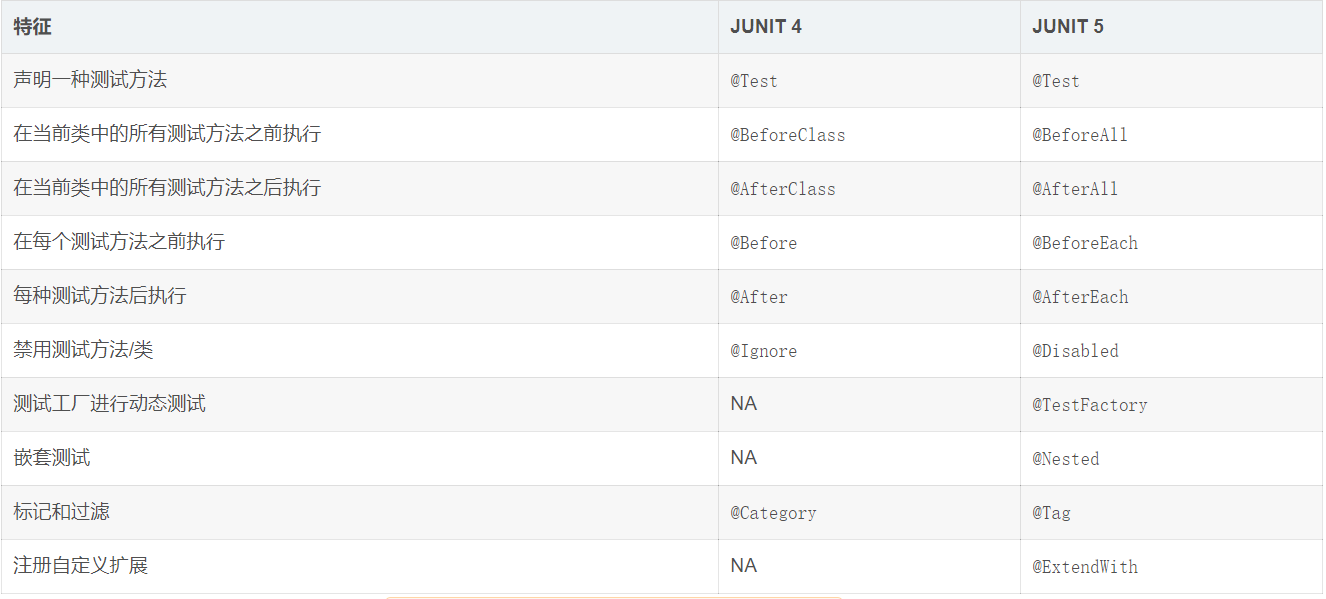 特征 JUNIT 4 JUNIT 5
声明一种测试方法 @Test @Test
在当前类中的所有测试方法之前执行 @BeforeClass @BeforeAll
在当前类中的所有测试方法之后执行 @AfterClass @AfterAll
在每个测试方法之前执行 @Before @BeforeEach
每种测试方法后执行 @After @AfterEach
禁用测试方法/类 @Ignore @Disabled
测试工厂进行动态测试 NA @TestFactory
嵌套测试 NA @Nested
标记和过滤 @Category @Tag
注册自定义扩展 NA @ExtendWith